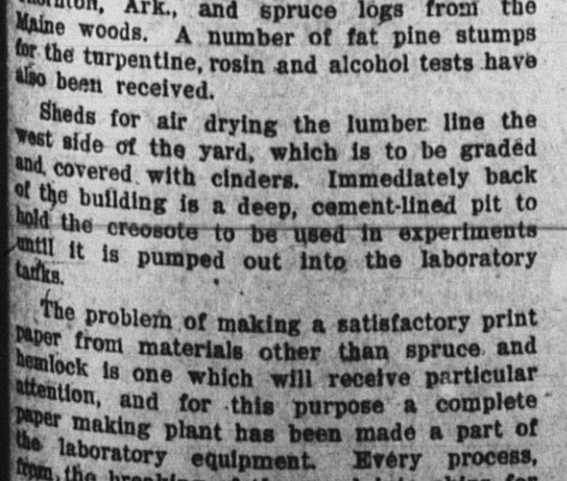 Thornton, Ark., and spruce logs from the
Maine woods. A number of fat pine stumps
for the turpentine, rosin and alcohol tests have
also been received.
Sheds for air drying the lumber line the
west side of the yard, which is to be graded
and covered with cinders. Immediately back
of the building is a deep, cement-lined pit to
hold the creosote to be used in experiments
until it is pumped out into the laboratory
tanks.
The problem of making a satisfactory print
paper from materials other than spruce and
hemlock is one which will receive particular
attention, and for this purpose a complete
paper making plant has been made a part of
the laboratory equipment. Every process,
from the breaking of the